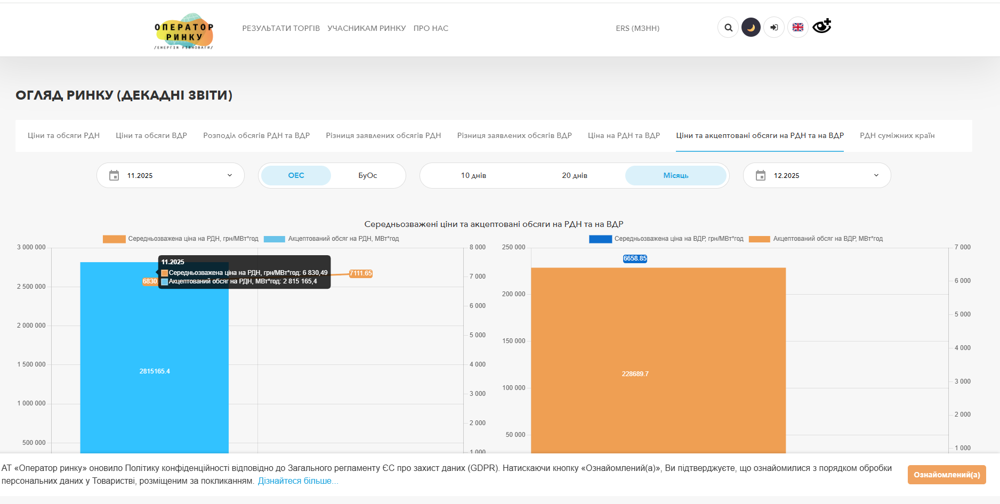 ОПЕРАТОР
РИНКУ
/ЕНЕРГІЯ РІВНОВАГИ/
РЕЗУЛЬТАТИ ТОРГІВ УЧАСНИКАМ РИНКУ ПРО НАС
ERS (МЗНН)
ОГЛЯД РИНКУ (ДЕКАДНІ ЗВІТИ)
Ціни та обсяги РДН Ціни та обсяги ВДР Розподіл обсягів РДН та ВДР Різниця заявлених обсягів РДН Різниця заявлених обсягів ВДР Ціна на РДН та ВДР Ціни та акцептовані обсяги на РДН та на ВДР РДН суміжних країн
11.2025 ОЕС БуОс 10 днів 20 днів Місяць 12.2025
Середньозважені ціни та акцептовані обсяги на РДН та на ВДР
Середньозважена ціна на РДН, грн/МВт*год Акцептований обсяг на РДН, МВт*год
3 000 000
2 500 000
2 000 000
1 500 000
1 000 000
500 000
11.2025
Середньозважена ціна на РДН, грн/МВт*год: 6 830,49
Акцептований обсяг на РДН, МВт*год: 2 815 165,4
6830
7111.65
2815165.4
8 000
7 000
6 000
5 000
4 000
3 000
2 000
1 000
Середньозважена ціна на ВДР, грн/МВт*год Акцептований обсяг на ВДР, МВт*год
250 000
200 000
150 000
100 000
50 000
6658.85
228689.7
7 000
6 000
5 000
4 000
3 000
2 000
1 000
АТ «Оператор ринку» оновило Політику конфіденційності відповідно до Загального регламенту ЄС про захист даних (GDPR). Натискаючи кнопку «Ознайомлений(а)», Ви підтверджуєте, що ознайомилися з порядком обробки
персональних даних у Товаристві, розміщеним за покликанням. Дізнайтеся більше...
Ознайомлений(а)